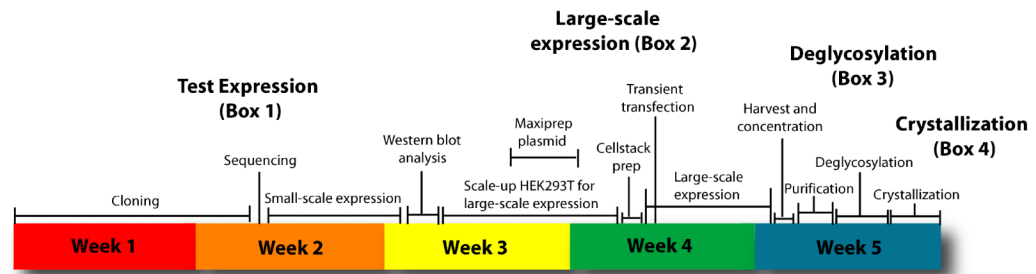 Large-scale
expression (Box 2)
Deglycosylation
(Box 3)
Test Expression
(Box 1)
Transient
transfection
Harvest and
concentration
Crystallization
(Box 4)
Maxiprep
plasmid
Western blot
analysis
Cellstack
prep
Sequencing
Deglycosylation
Large-scale
expression
Scale-up HEK293T for
large-scale expression
Purification
Crystallization
Cloning
Small-scale expression
Week 1
Week 2
Week 3
Week 4
Week 5